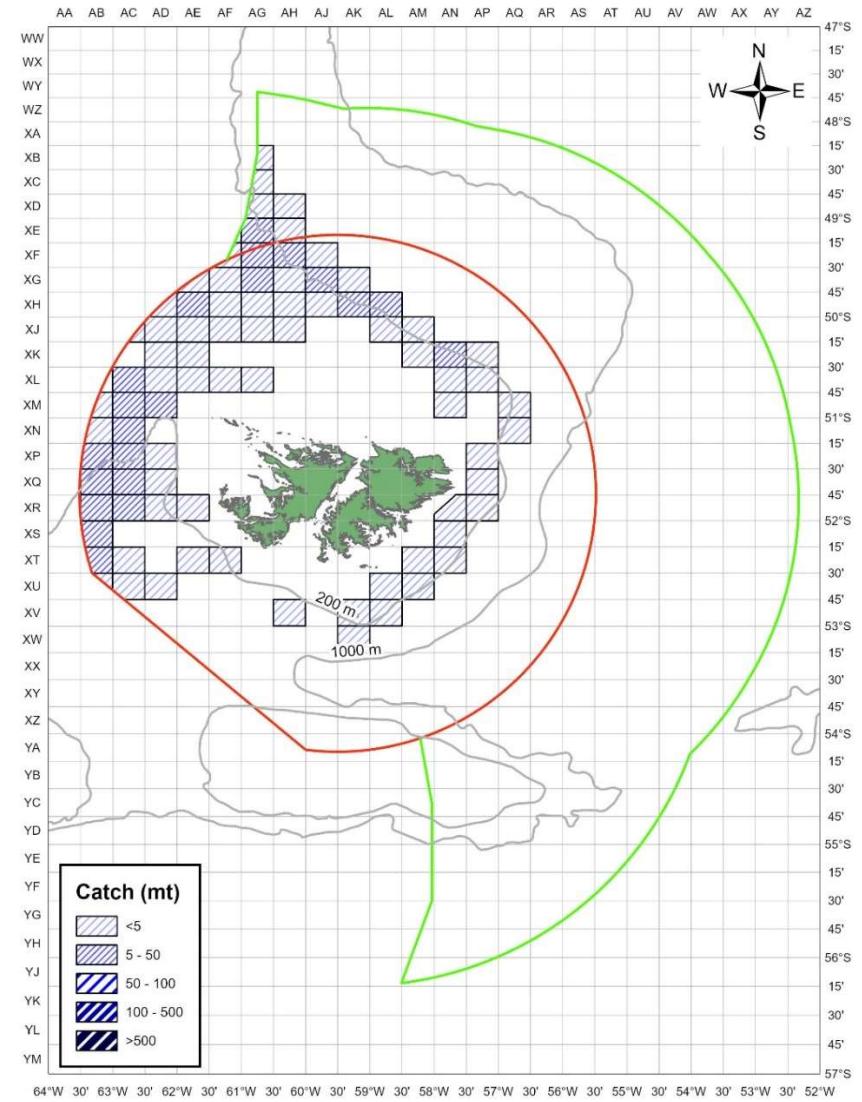 AA AB AC AD AE AF AG AH AJ AK AL AM AN AP AQ AR AS AT AU AV AW AX AY AZ
47°S
WW
15'
WX
30'
WY
45'
WZ
48°S
XA
15'
XB
30'
XC
45'
XD
49°S
XE
15'
XF
30'
XG
45'
XH
50°S
XJ
15'
XK
30'
XL
45'
XM
51°S
XN
15'
XP
30'
XQ
45'
XR
52°S
XS
15'
XT
30'
XU
45'
XV
53°S
XW
15'
XX
30'
XY
45'
XZ
54°S
YA
15'
YB
30'
YC
45'
YD
55°S
YE
15'
YF
30'
YG
45'
YH
56°S
YJ
15'
YK
30'
YL
45'
YM
57°S
N
W E
S
200 m
1000 m
Catch (mt)
<5
5 - 50
50 - 100
100 - 500
>500
64°W 30' 63°W 30' 62°W 30' 61°W 30' 60°W 30' 59°W 30' 58°W 30' 57°W 30' 56°W 30' 55°W 30' 54°W 30' 53°W 30' 52°W